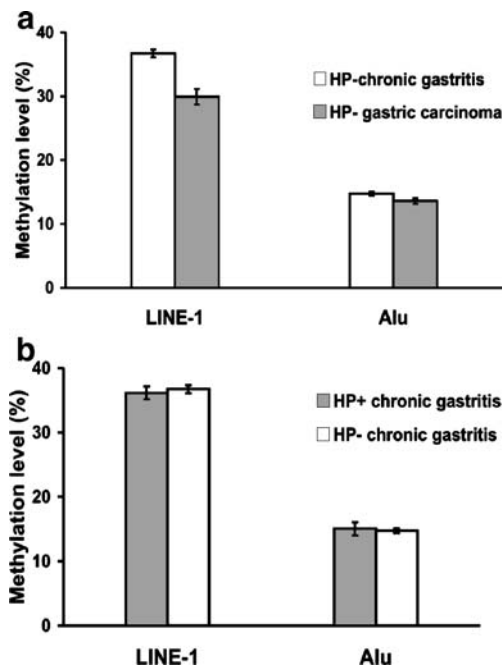 a
Methylation level (%)
40
30
20
10
0
HP-chronic gastritis
HP- gastric carcinoma
LINE-1
Alu
b
Methylation level (%)
40
30
20
10
0
HP+ chronic gastritis
HP- chronic gastritis
LINE-1
Alu